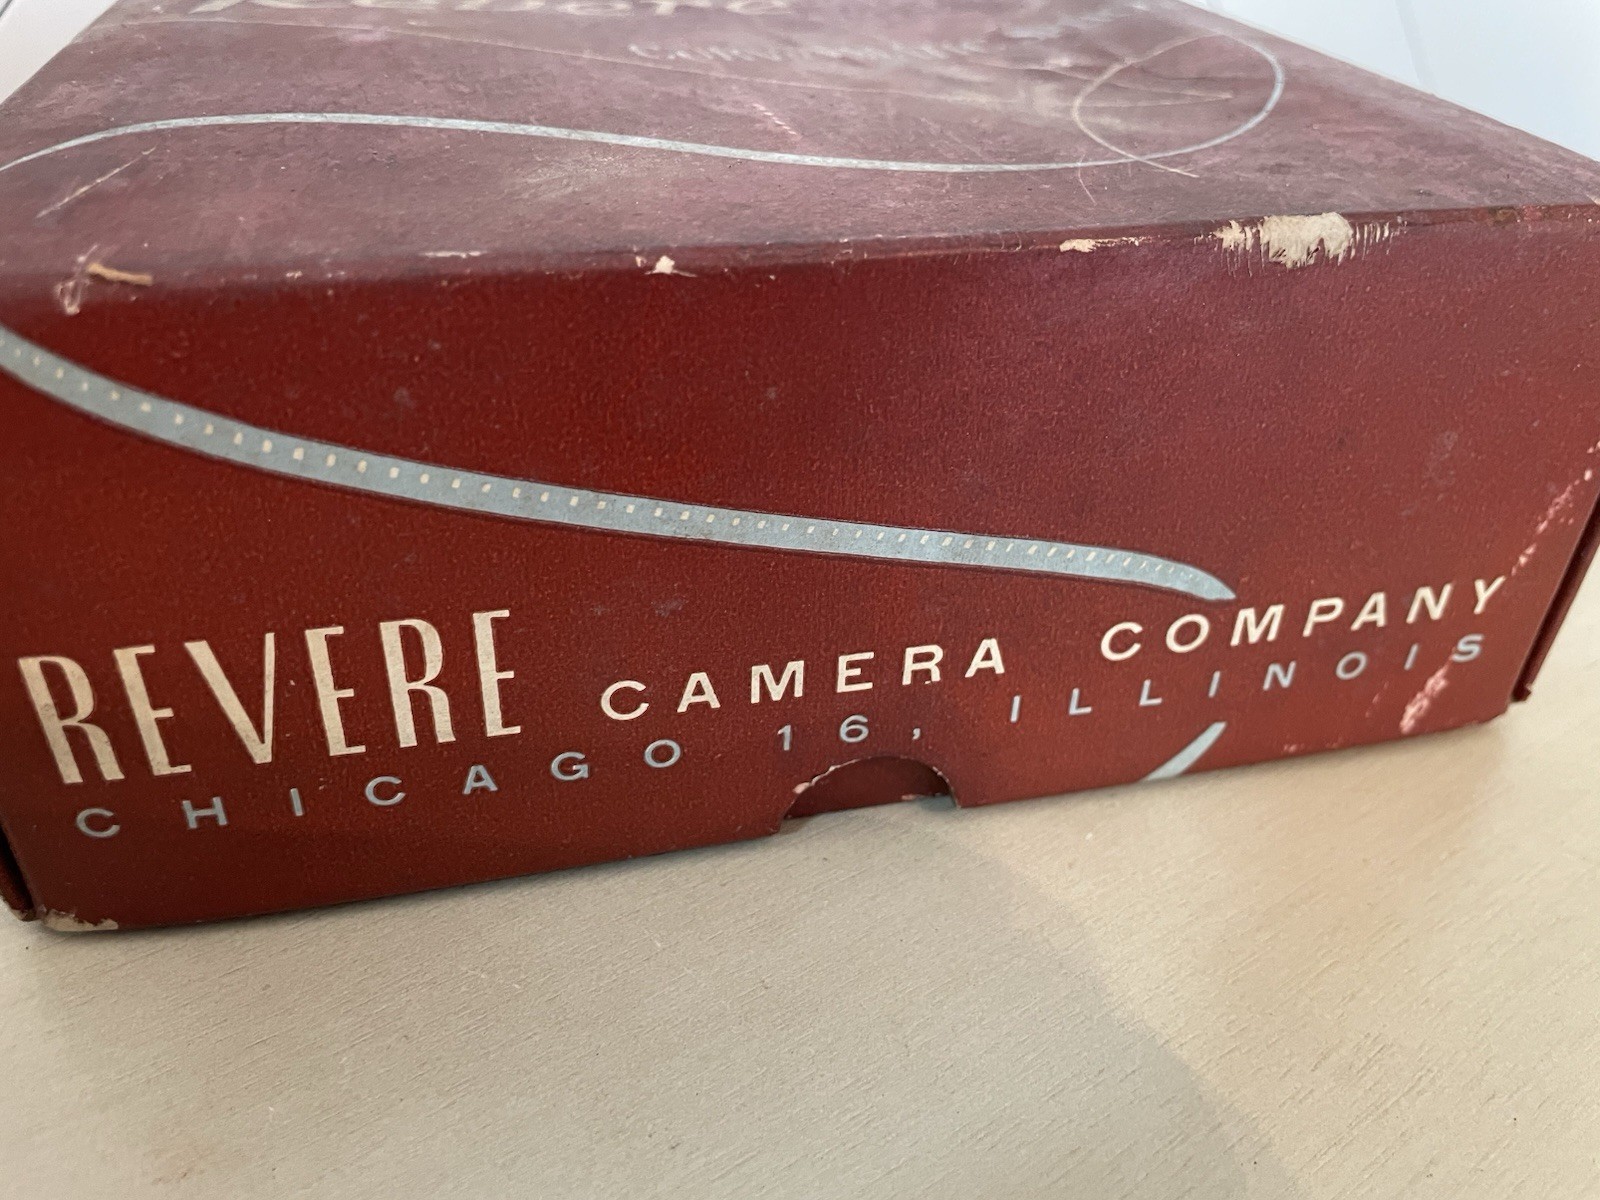 REVERE CAMERA COMPANY
CHICAGO 16, ILLINOIS